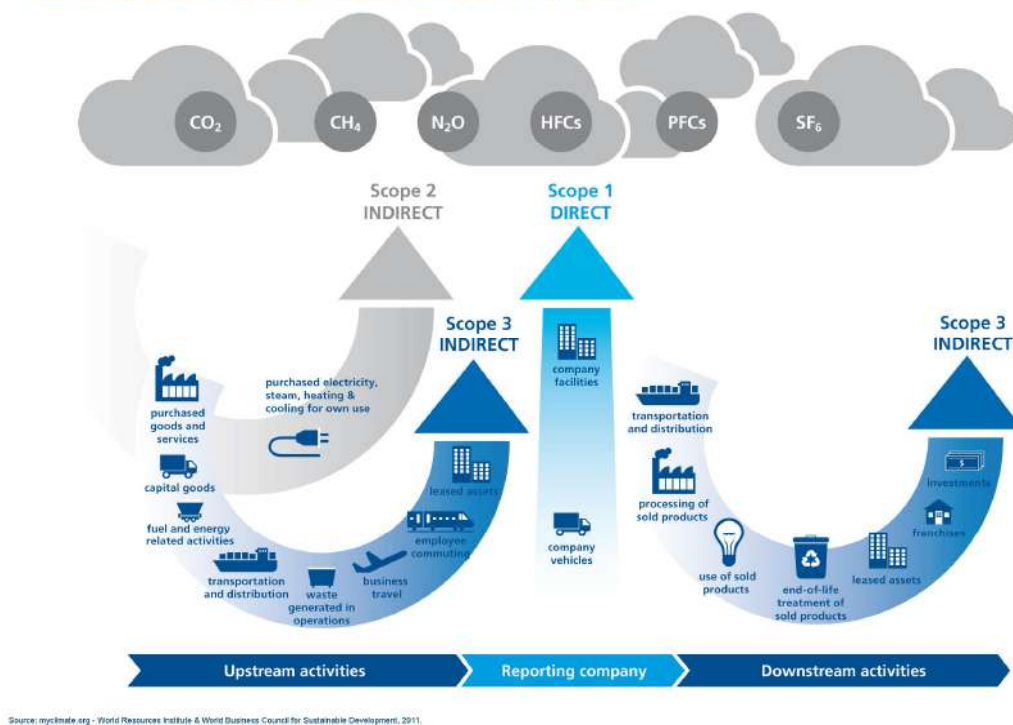 CO₂
CH₄
N₂O
HFCs
PFCs
SF₆
Scope 2
INDIRECT
Scope 1
DIRECT
Scope 3
INDIRECT
Scope 3
INDIRECT
purchased
goods and
services
capital goods
fuel and energy
related activities
transportation
and distribution
waste
generated in
operations
business
travel
employee
commuting
leased assets
purchased electricity,
steam, heating &
cooling for own use
company
facilities
company
vehicles
transportation
and distribution
processing of
sold products
use of sold
products
end-of-life
treatment of
sold products
leased assets
franchises
investments
$
Upstream activities
Reporting company
Downstream activities
Source: myclimate.org - World Resources Institute & World Business Council for Sustainable Development, 2011.